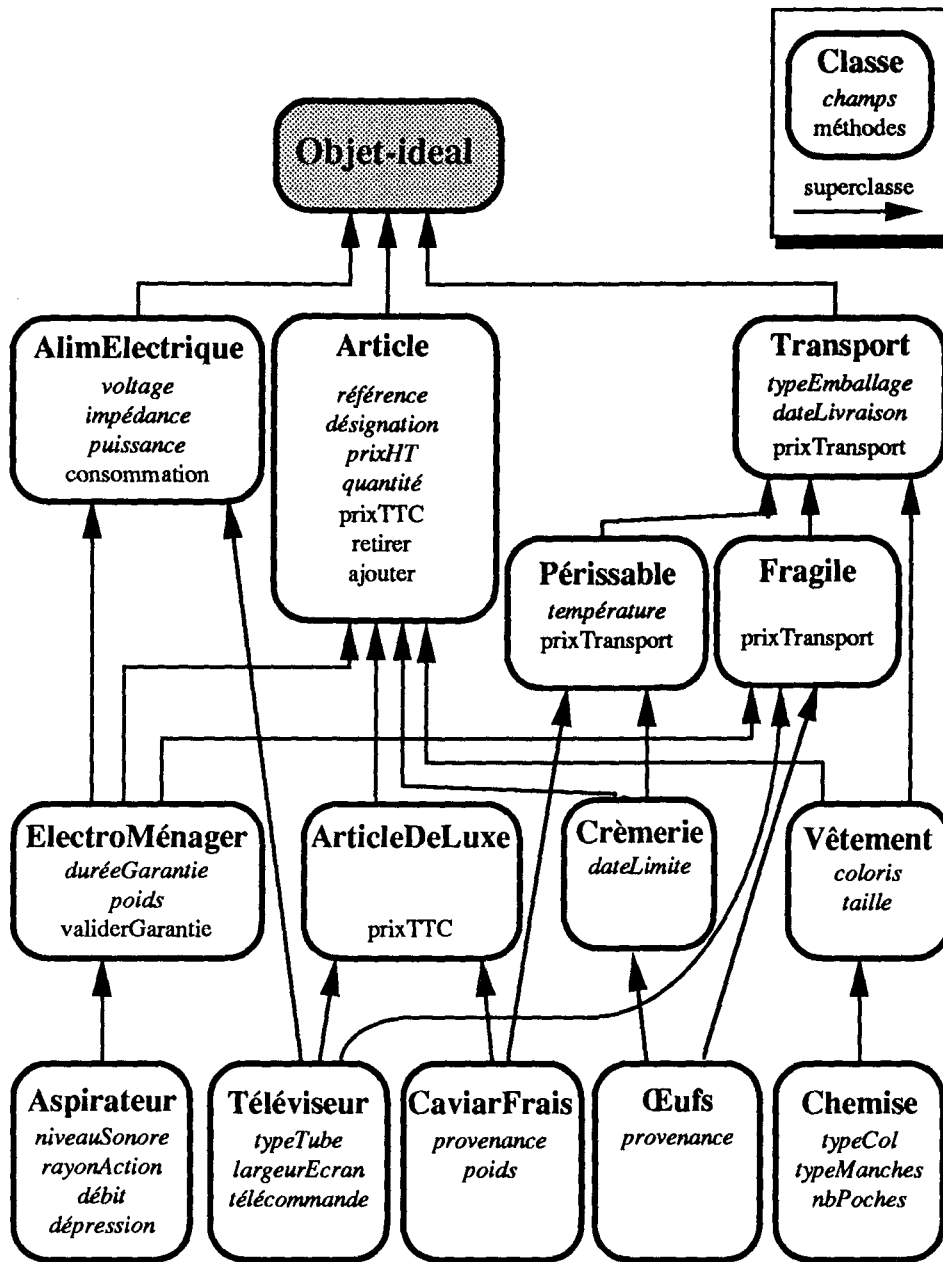 Classe
champs
méthodes
superclasse
Objet-ideal
AlimElectrique
voltage
impédance
puissance
consommation
Article
référence
désignation
prixHT
quantité
prixTTC
retirer
ajouter
Transport
typeEmballage
dateLivraison
prixTransport
Périssable
température
prixTransport
Fragile
prixTransport
ElectroMénager
duréeGarantie
poids
validerGarantie
ArticleDeLuxe
prixTTC
Crèmerie
dateLimite
Vêtement
coloris
taille
Aspirateur
niveauSonore
rayonAction
débit
dépression
Téléviseur
typeTube
largeurEcran
télécommande
CaviarFrais
provenance
poids
Œufs
provenance
Chemise
typeCol
typeManches
nbPoches